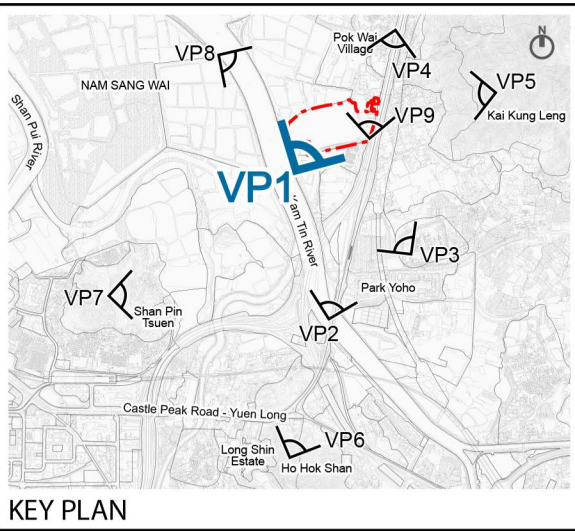 N
Pok Wai
Village
VP8
VP4
NAM SANG WAI
VP5
Kai Kung Leng
Shan Pui River
VP9
VP1
Kam Tin River
VP3
VP7
Shan Pin
Tsuen
Park Yoho
VP2
Castle Peak Road - Yuen Long
Long Shin
Estate
VP6
Ho Hok Shan
KEY PLAN